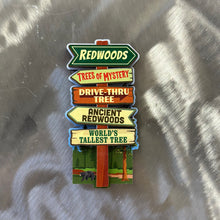 REDWOODS
TREES OF MYSTERY
DRIVE-THRU
TREE
ANCIENT
REDWOODS
WORLD'S
TALLEST TREE